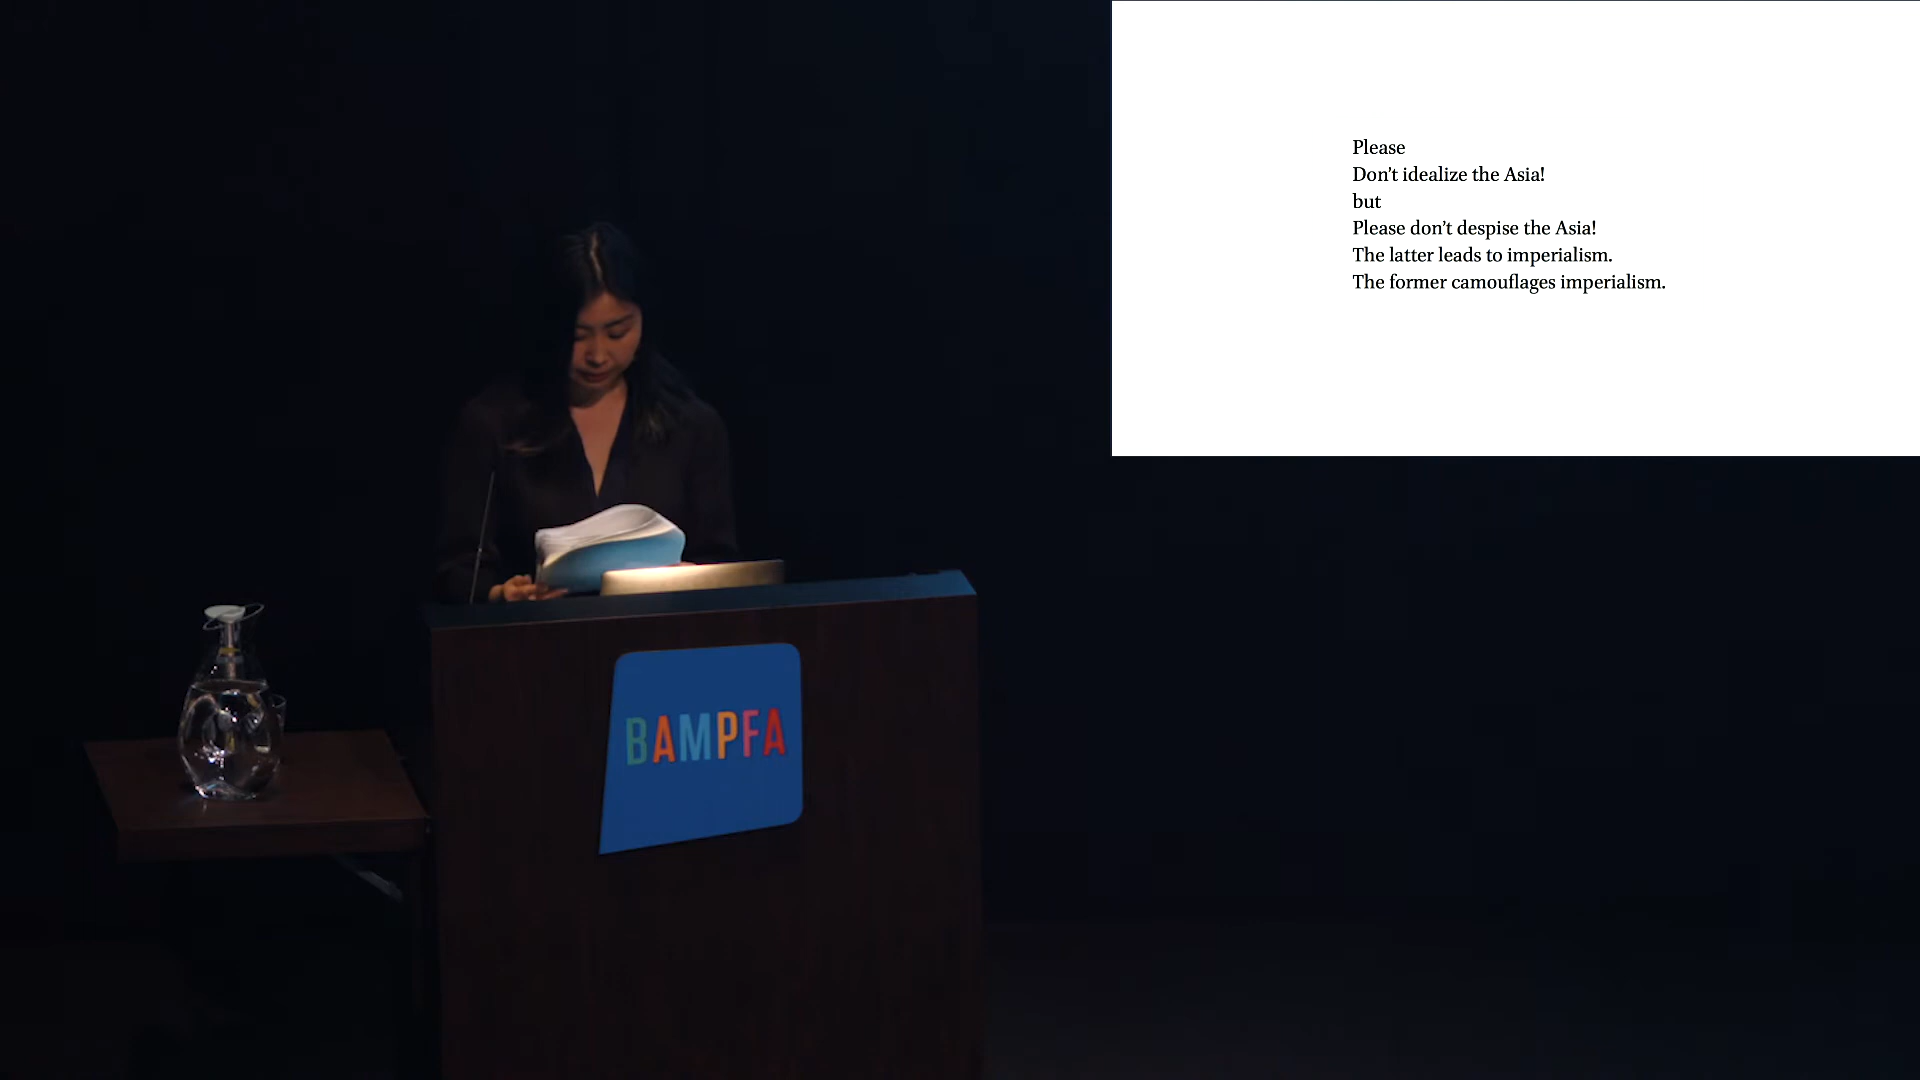 Please
Don’t idealize the Asia!
but
Please don’t despise the Asia!
The latter leads to imperialism.
The former camouflages imperialism.
BAMPFA